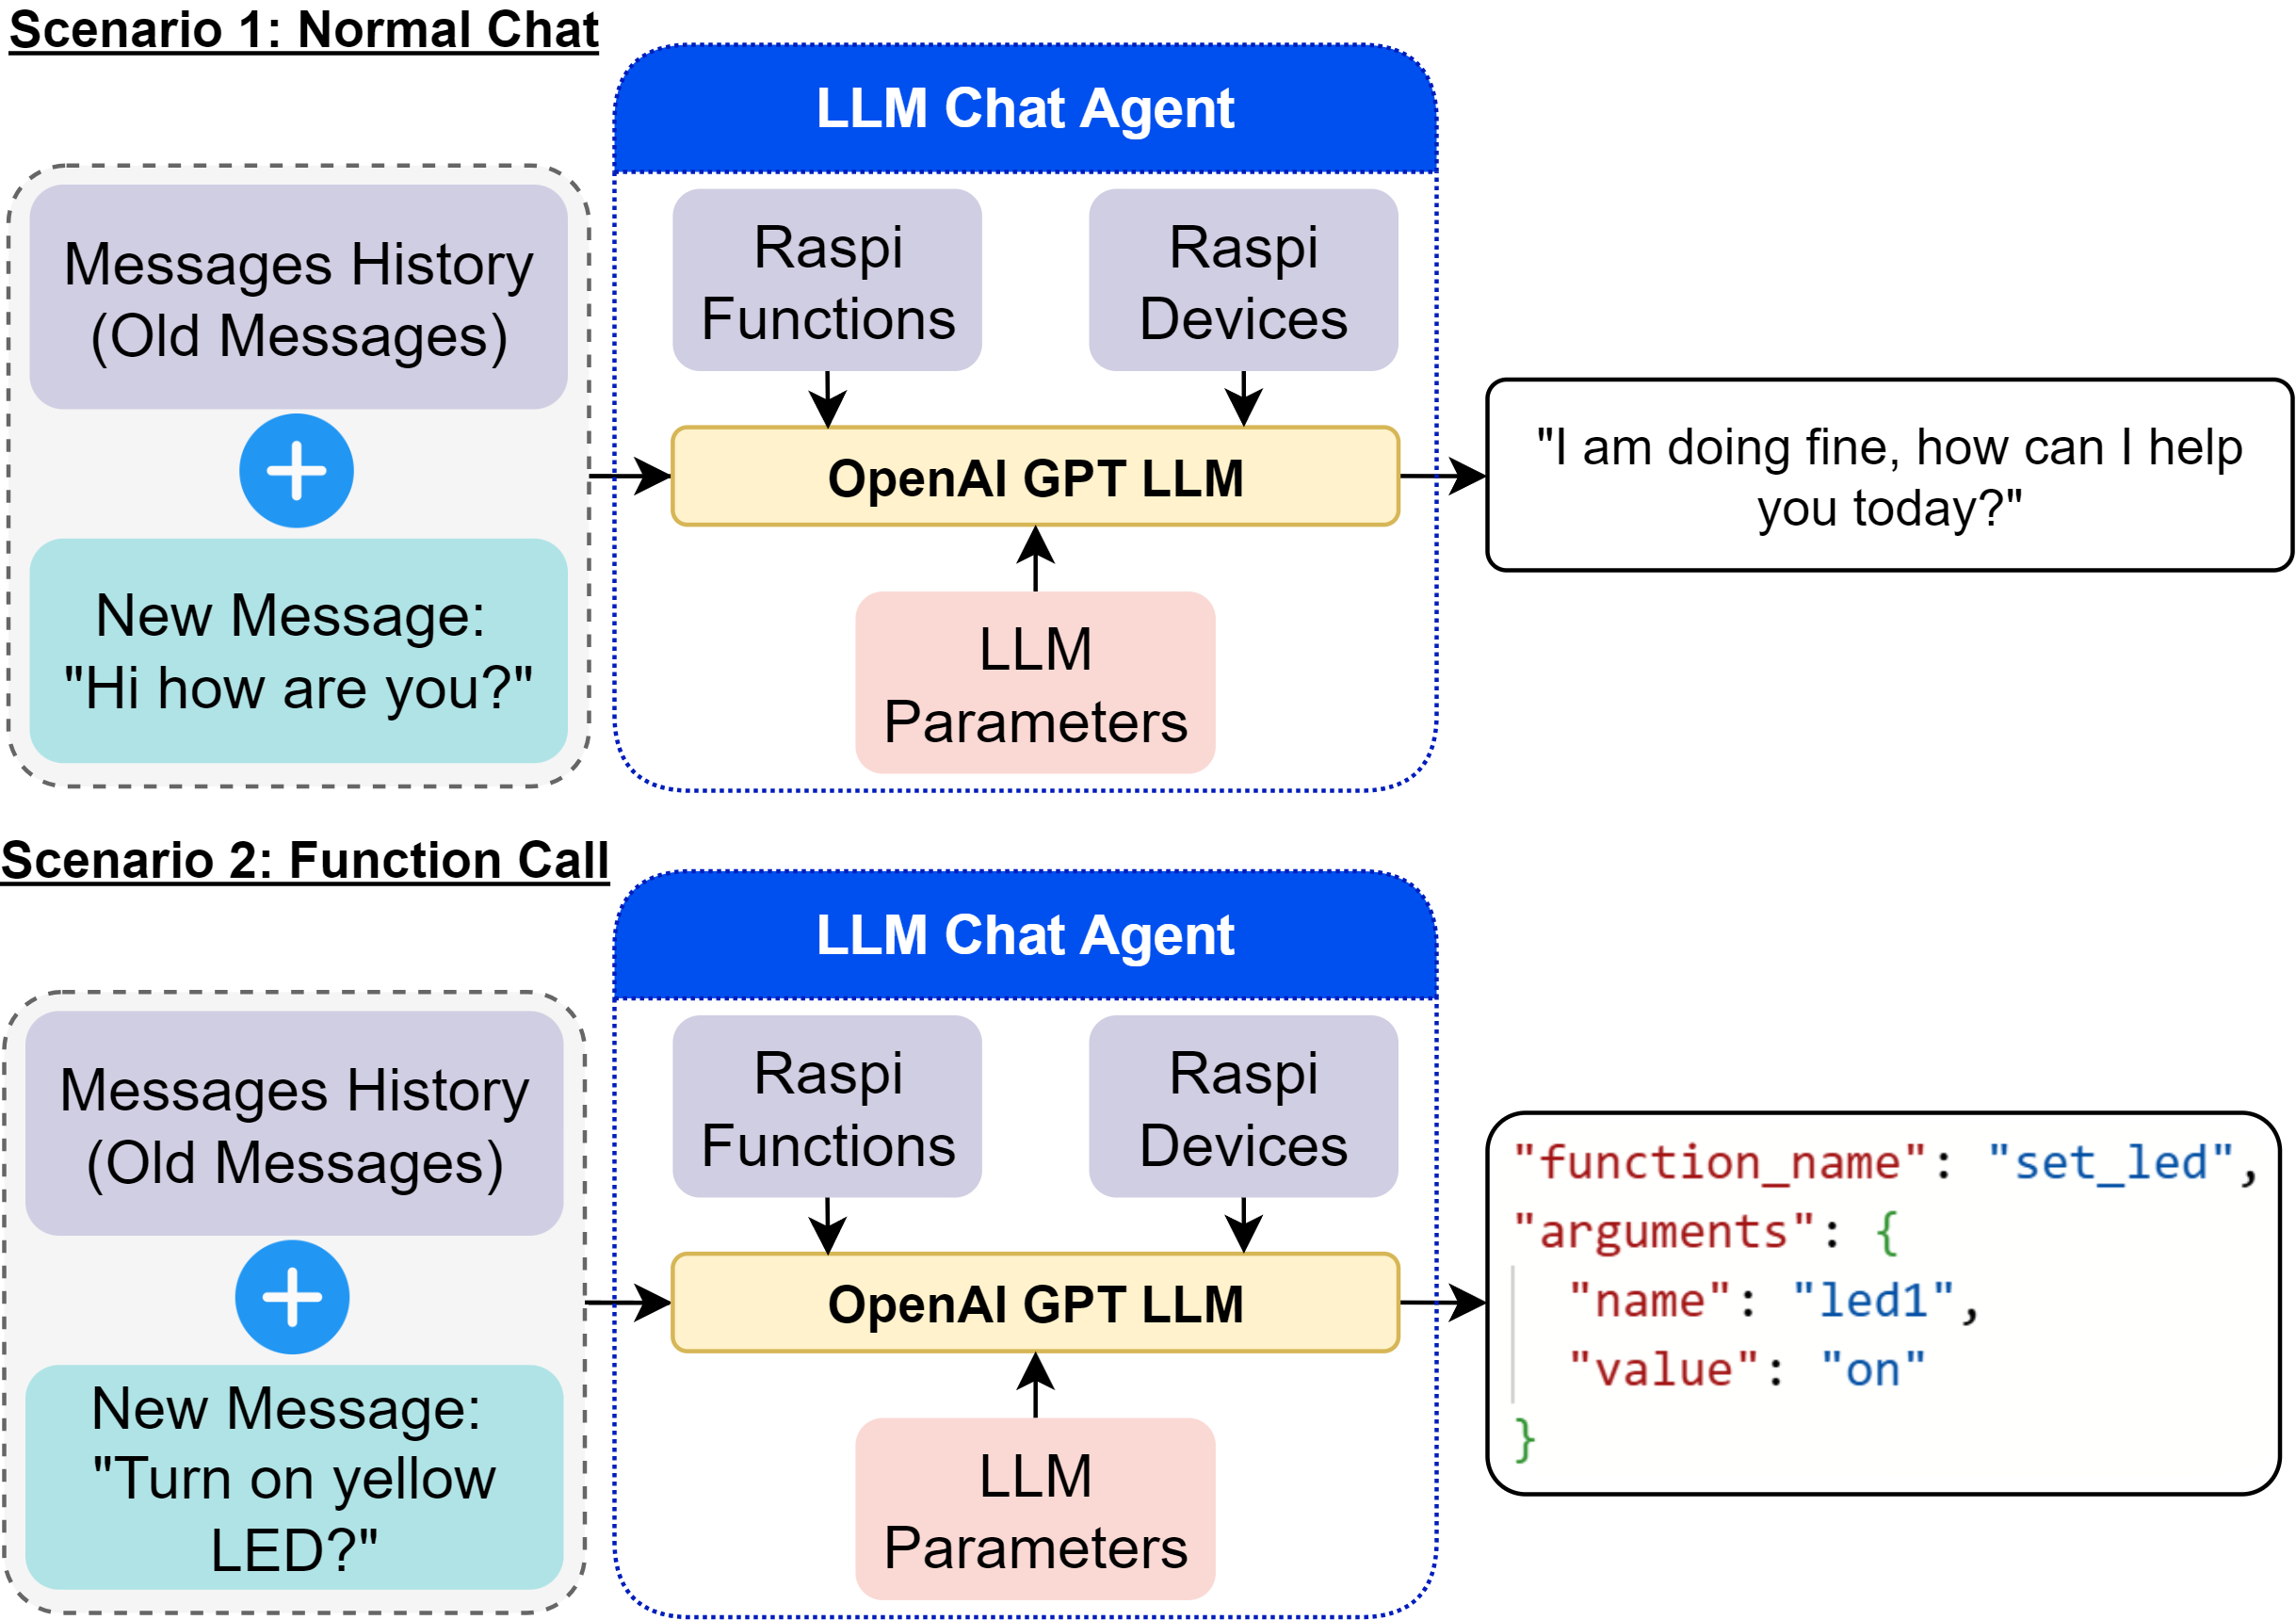 Scenario 1: Normal Chat
LLM Chat Agent
Messages History
(Old Messages)
New Message:
"Hi how are you?"
Raspi
Functions
Raspi
Devices
OpenAI GPT LLM
LLM
Parameters
"I am doing fine, how can I help
you today?"
Scenario 2: Function Call
LLM Chat Agent
Messages History
(Old Messages)
New Message:
"Turn on yellow
LED?"
Raspi
Functions
Raspi
Devices
OpenAI GPT LLM
LLM
Parameters
"function_name": "set_led",
"arguments": {
"name": "led1",
"value": "on"
}